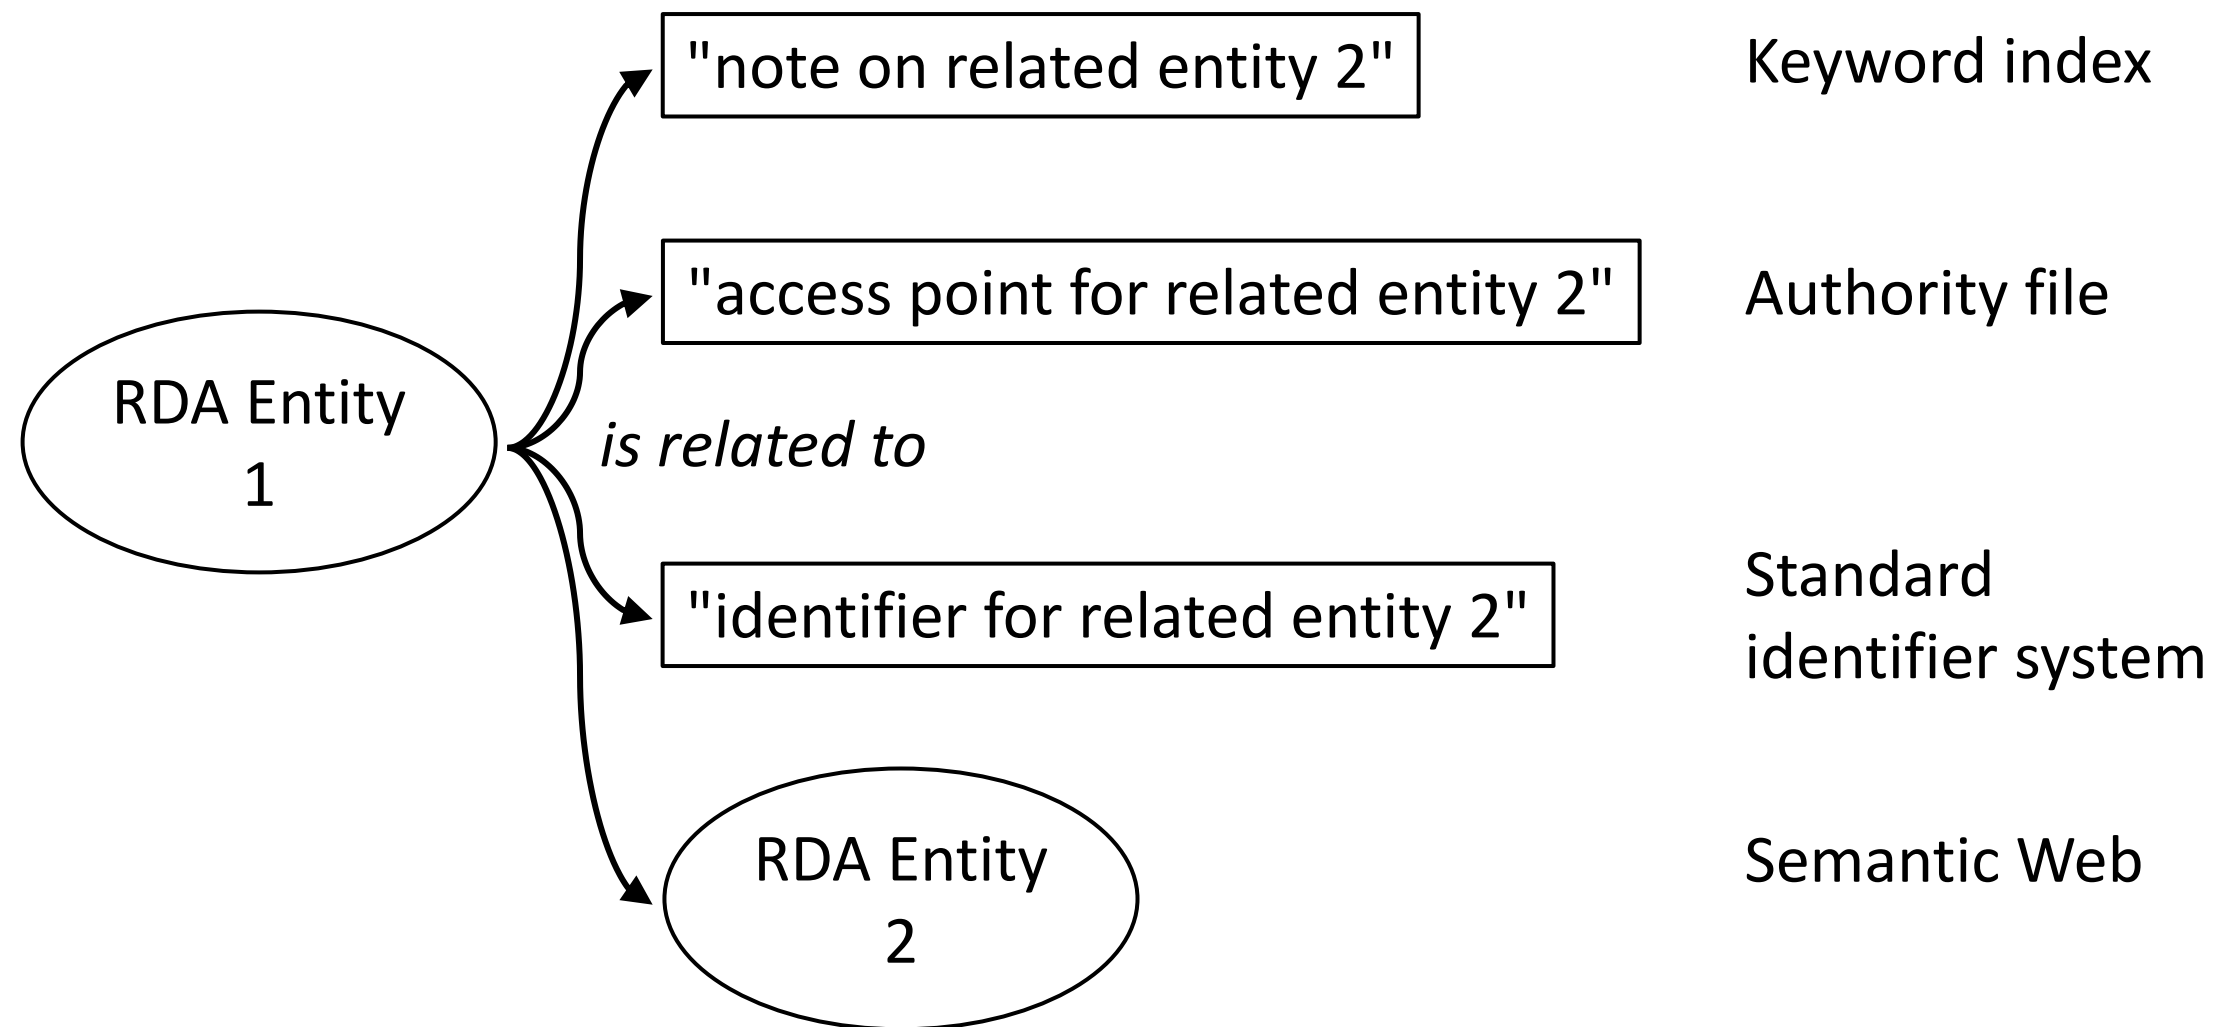 "note on related entity 2"
Keyword index
"access point for related entity 2"
Authority file
RDA Entity
1
is related to
"identifier for related entity 2"
Standard
identifier system
RDA Entity
2
Semantic Web